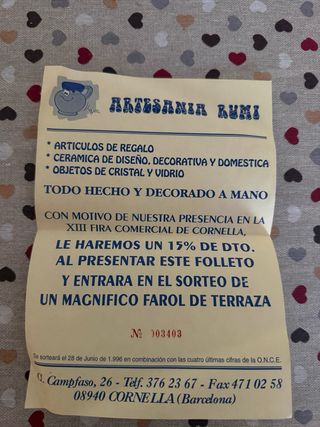 ARTESANIA RUMI
* ARTICULOS DE REGALO
* CERAMICA DE DISEÑO, DECORATIVA Y DOMESTICA
* OBJETOS DE CRISTAL Y VIDRIO
TODO HECHO Y DECORADO A MANO
CON MOTIVO DE NUESTRA PRESENCIA EN LA
XIII FIRA COMERCIAL DE CORNELLA,
LE HAREMOS UN 15% DE DTO.
AL PRESENTAR ESTE FOLLETO
Y ENTRARA EN EL SORTEO DE
UN MAGNIFICO FAROL DE TERRAZA
Nº 003403
Se sorteará el 28 de Junio de 1.996 en combinación con las cuatro últimas cifras de la O.N.C.E.
C/. Campfaso, 26 - Télf. 376 23 67 - Fax 471 02 58
08940 CORNELLA (Barcelona)